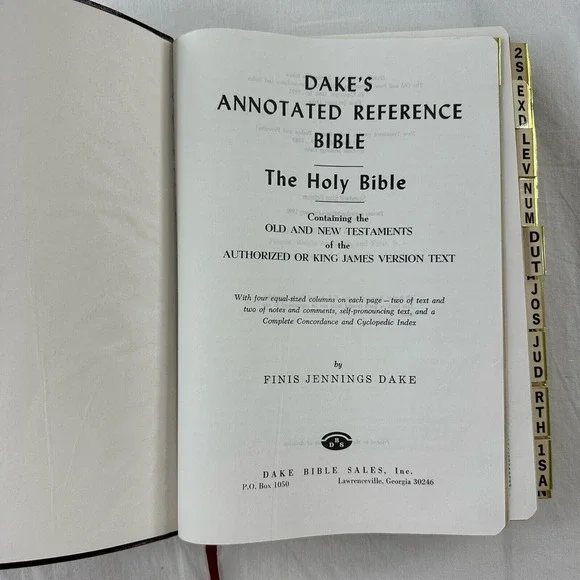 DAKE'S
ANNOTATED REFERENCE
BIBLE
The Holy Bible
Containing the
OLD AND NEW TESTAMENTS
of the
AUTHORIZED OR KING JAMES VERSION TEXT
With four equal-sized columns on each page—two of text and
two of notes and comments, self-pronouncing text, and a
Complete Concordance and Cyclopedic Index
by
FINIS JENNINGS DAKE
DBS
DAKE BIBLE SALES, Inc.
P.O. Box 1050 Lawrenceville, Georgia 30246
2SA
EXD
LEV
NUM
DUT
JOS
JUD
RTH
1SA